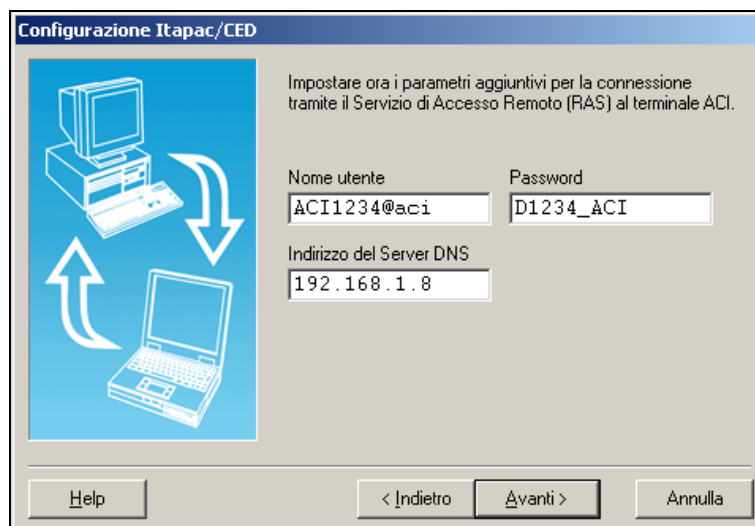 Configurazione Itapac/CED
Impostare ora i parametri aggiuntivi per la connessione
tramite il Servizio di Accesso Remoto (RAS) al terminale ACI.
Nome utente Password
ACI1234@aci D1234_ACI
Indirizzo del Server DNS
192.168.1.8
Help < Indietro Avanti > Annulla